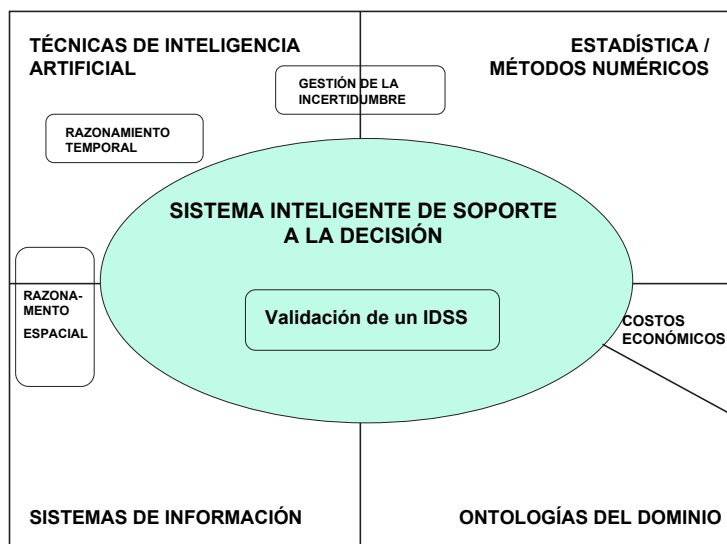 TÉCNICAS DE INTELIGENCIA
ARTIFICIAL
ESTADÍSTICA /
MÉTODOS NUMÉRICOS
GESTIÓN DE LA
INCERTIDUMBRE
RAZONAMIENTO
TEMPORAL
SISTEMA INTELIGENTE DE SOPORTE
A LA DECISIÓN
RAZONA-
MENTO
ESPACIAL
Validación de un IDSS
COSTOS
ECONÓMICOS
SISTEMAS DE INFORMACIÓN
ONTOLOGÍAS DEL DOMINIO